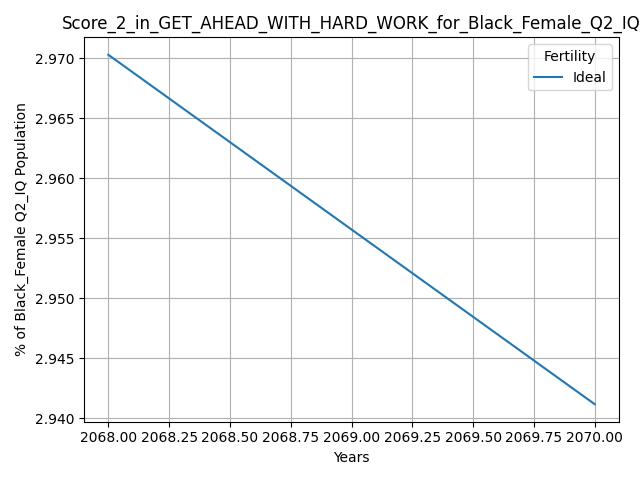 Score_2_in_GET_AHEAD_WITH_HARD_WORK_for_Black_Female_Q2_IQ
Fertility
Ideal
% of Black_Female Q2_IQ Population
2.970
2.965
2.960
2.955
2.950
2.945
2.940
2068.00 2068.25 2068.50 2068.75 2069.00 2069.25 2069.50 2069.75 2070.00
Years